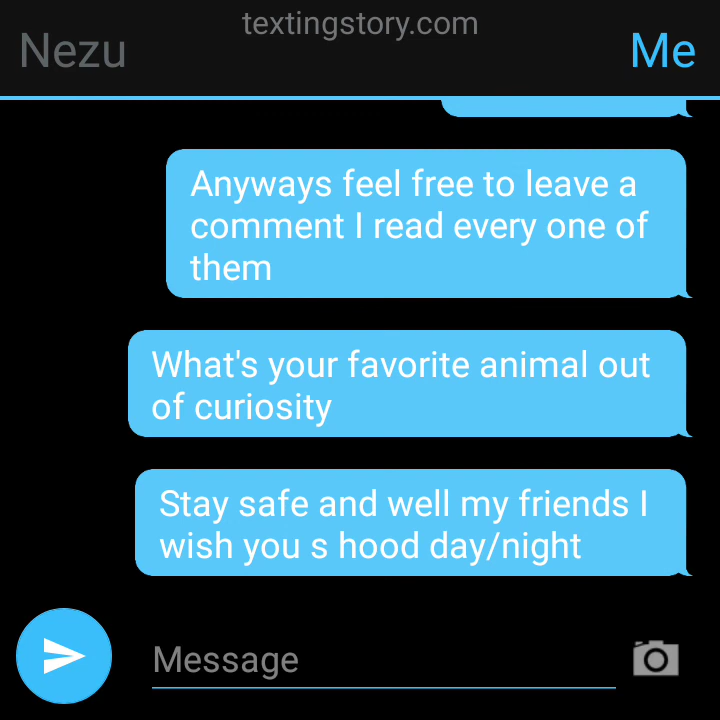 textingstory.com
Nezu
Me
Anyways feel free to leave a
comment I read every one of
them
What's your favorite animal out
of curiosity
Stay safe and well my friends I
wish you s hood day/night
Message